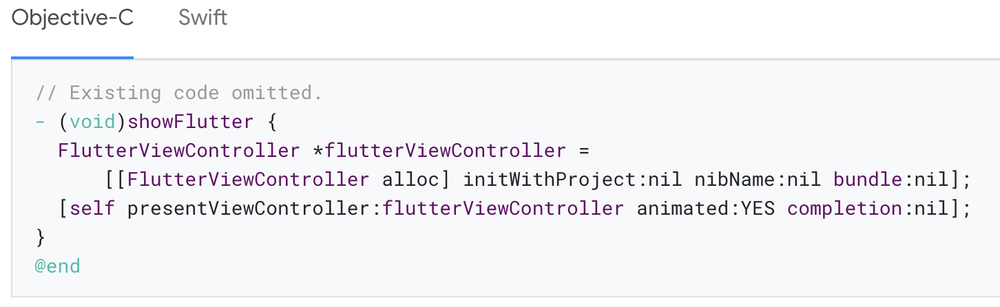 Objective-C Swift
// Existing code omitted.
- (void)showFlutter {
  FlutterViewController *flutterViewController =
      [[FlutterViewController alloc] initWithProject:nil nibName:nil bundle:nil];
  [self presentViewController:flutterViewController animated:YES completion:nil];
}
@end